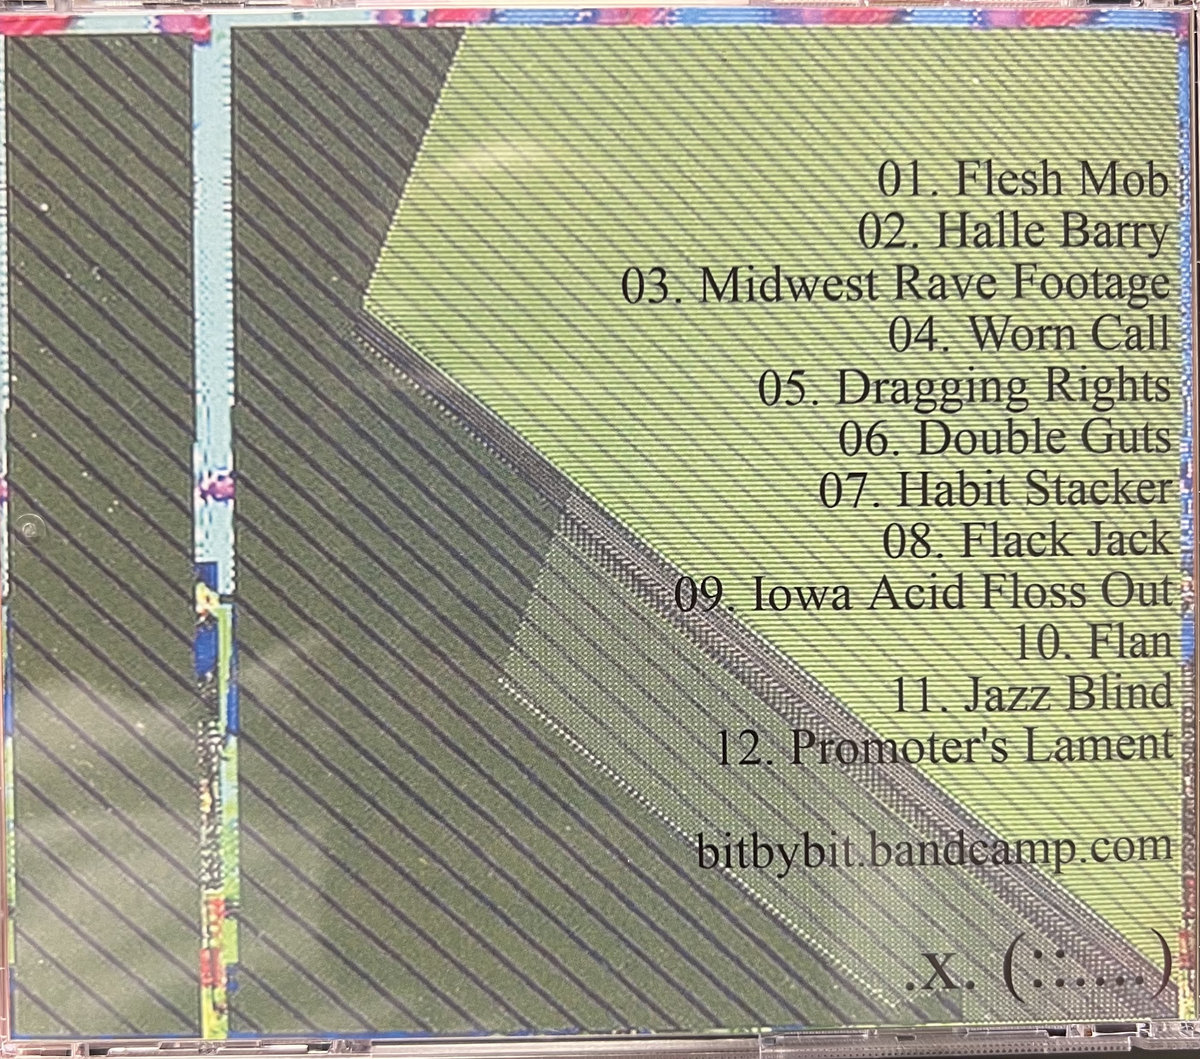 01. Flesh Mob
02. Halle Barry
03. Midwest Rave Footage
04. Worn Call
05. Dragging Rights
06. Double Guts
07. Habit Stacker
08. Flack Jack
09. Iowa Acid Floss Out
10. Flan
11. Jazz Blind
12. Promoter's Lament
bitbybit.bandcamp.com
.x. (::......)